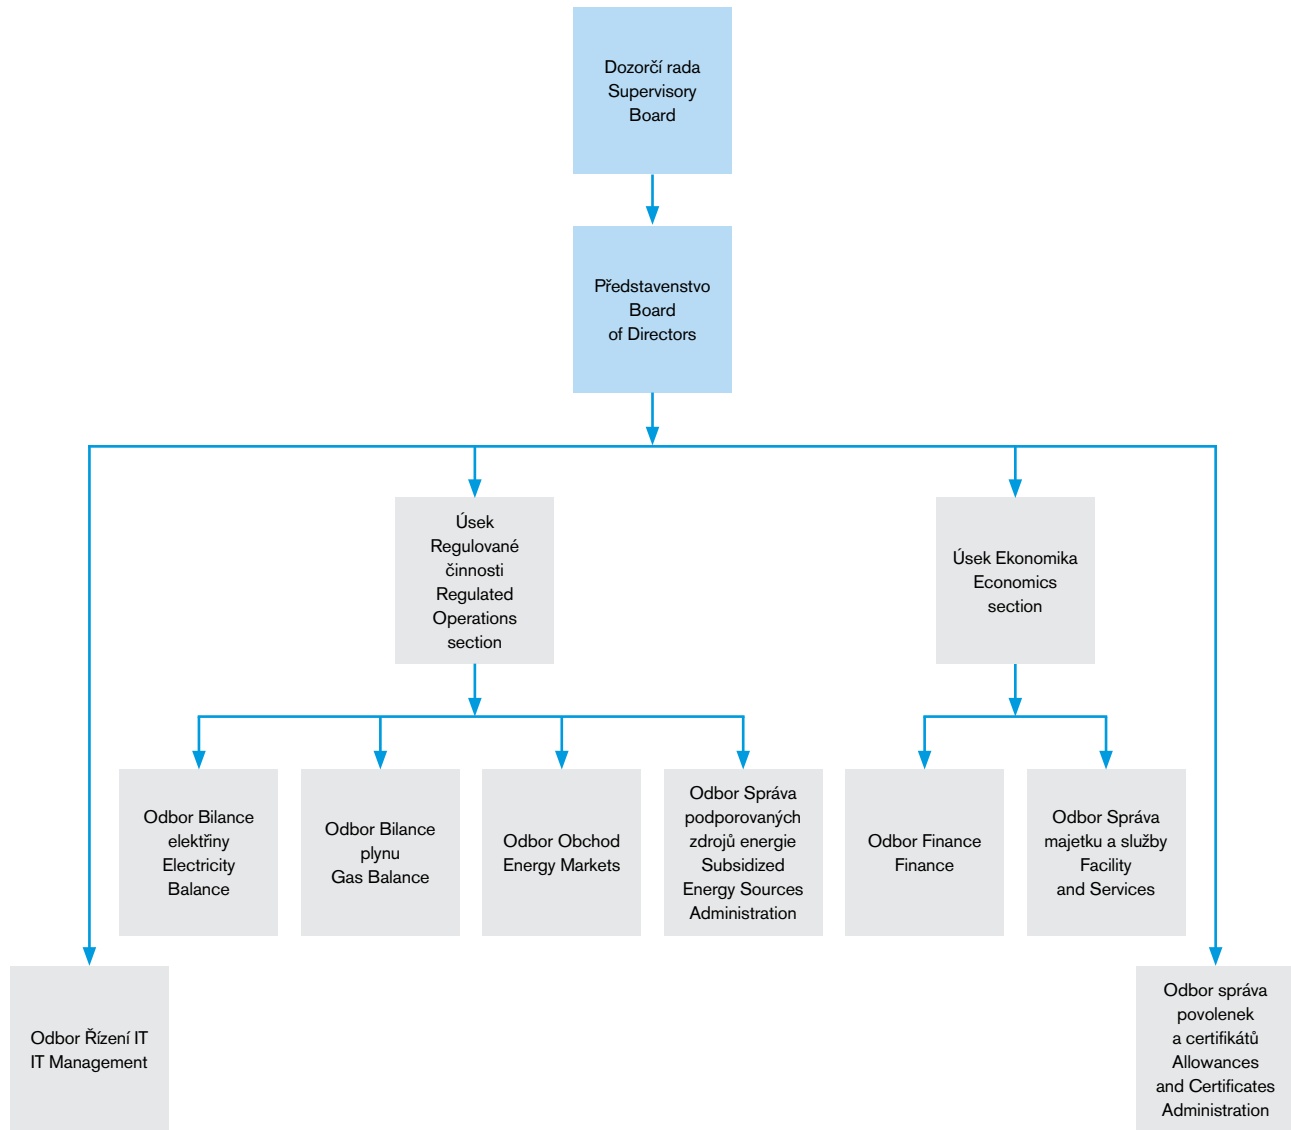 Dozorčí rada
Supervisory
Board
Představenstvo
Board
of Directors
Úsek
Regulované
činnosti
Regulated
Operations
section
Úsek Ekonomika
Economics
section
Odbor Bilance
elektřiny
Electricity
Balance
Odbor Bilance
plynu
Gas Balance
Odbor Obchod
Energy Markets
Odbor Správa
podporovaných
zdrojů energie
Subsidized
Energy Sources
Administration
Odbor Finance
Finance
Odbor Správa
majetku a služby
Facility
and Services
Odbor Řízení IT
IT Management
Odbor správa
povolenek
a certifikátů
Allowances
and Certificates
Administration